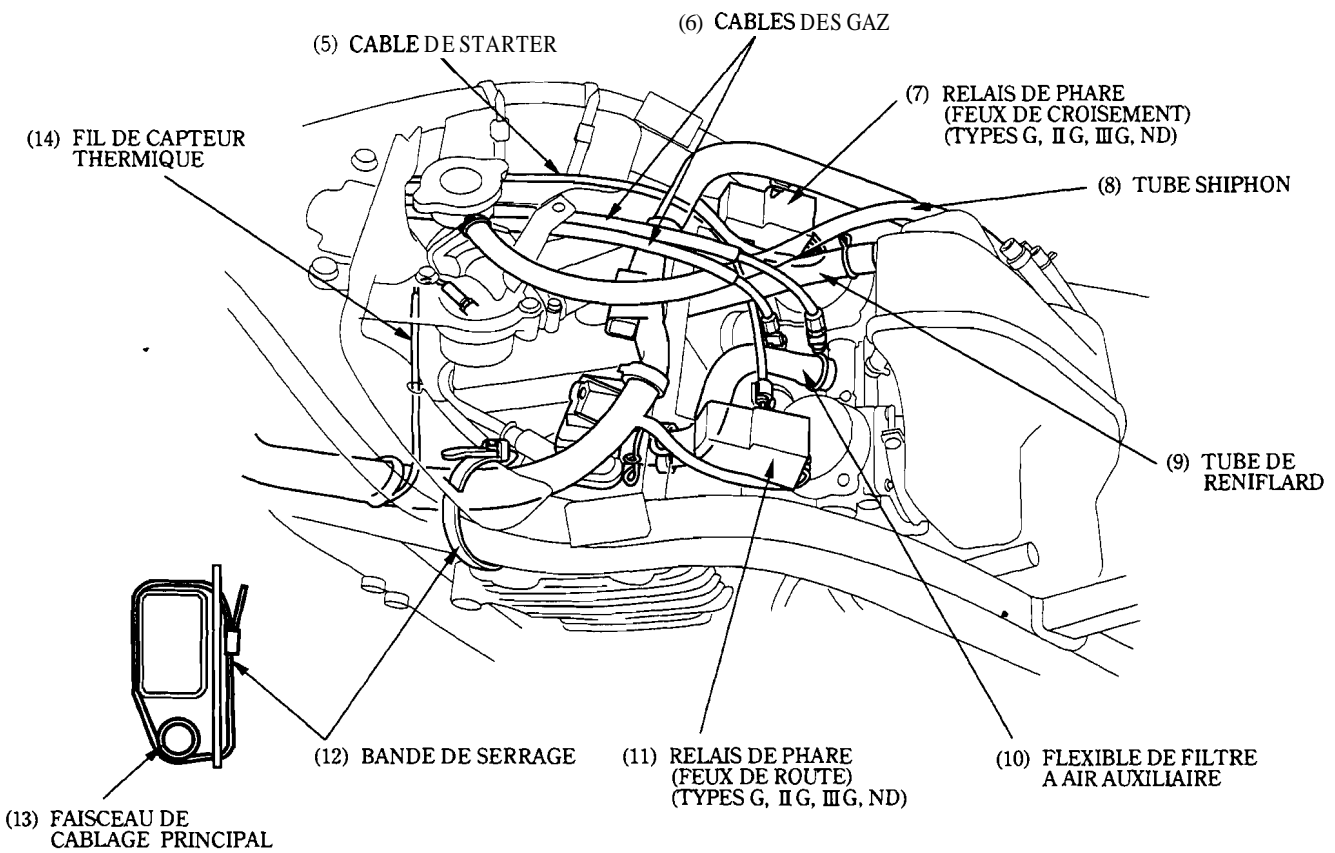 (5) CABLE DE STARTER
(6) CABLES DES GAZ
(7) RELAIS DE PHARE
(FEUX DE CROISEMENT)
(TYPES G, II G, III G, ND)
(8) TUBE SHIPHON
(9) TUBE DE
RENIFLARD
(10) FLEXIBLE DE FILTRE
A AIR AUXILIAIRE
(11) RELAIS DE PHARE
(FEUX DE ROUTE)
(TYPES G, II G, III G, ND)
(12) BANDE DE SERRAGE
(13) FAISCEAU DE
CABLAGE PRINCIPAL
(14) FIL DE CAPTEUR
THERMIQUE